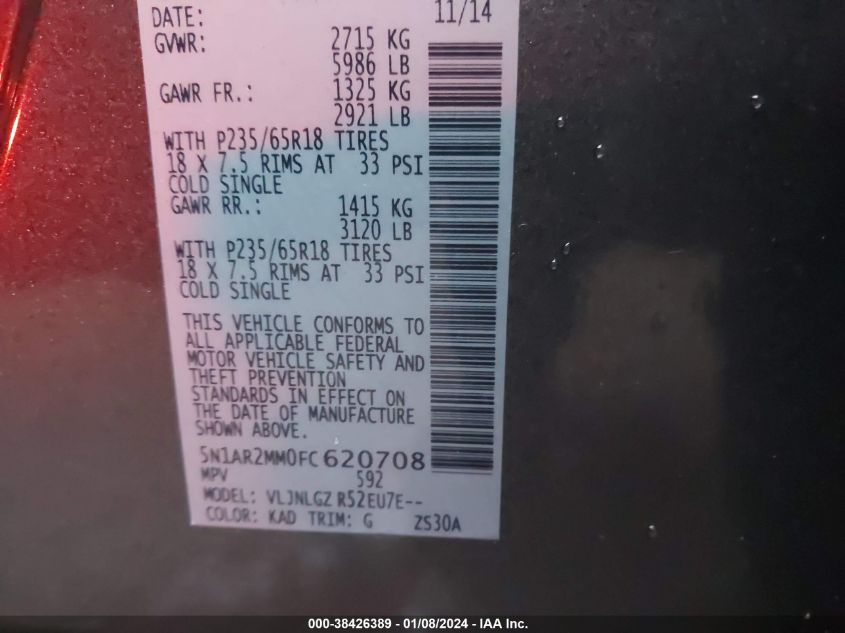 DATE: 11/14
GVWR: 2715 KG
5986 LB
GAWR FR.: 1325 KG
2921 LB
WITH P235/65R18 TIRES
18 X 7.5 RIMS AT 33 PSI
COLD SINGLE
GAWR RR.: 1415 KG
3120 LB
WITH P235/65R18 TIRES
18 X 7.5 RIMS AT 33 PSI
COLD SINGLE
THIS VEHICLE CONFORMS TO
ALL APPLICABLE FEDERAL
MOTOR VEHICLE SAFETY AND
THEFT PREVENTION
STANDARDS IN EFFECT ON
THE DATE OF MANUFACTURE
SHOWN ABOVE.
5N1AR2MM0FC620708
MPV 592
MODEL: VLJNLGZ R52EU7E--
COLOR: KAD TRIM: G ZS30A
000-38426389 - 01/08/2024 - IAA Inc.